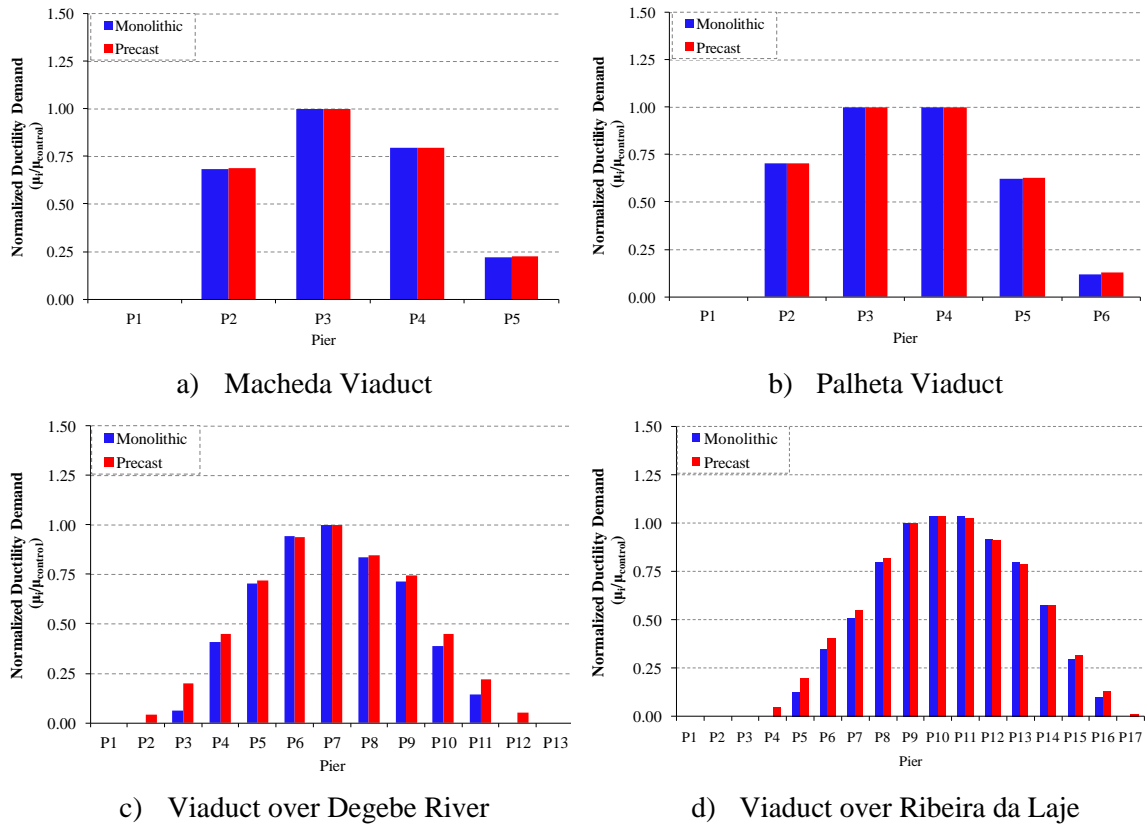 1.50
1.25
1.00
0.75
0.50
0.25
0.00
Normalized Ductility Demand
(μi/μcontrol)
Monolithic
Precast
P1 P2 P3 P4 P5
Pier
a) Macheda Viaduct
1.50
1.25
1.00
0.75
0.50
0.25
0.00
Normalized Ductility Demand
(μi/μcontrol)
Monolithic
Precast
P1 P2 P3 P4 P5 P6
Pier
b) Palheta Viaduct
1.50
1.25
1.00
0.75
0.50
0.25
0.00
Normalized Ductility Demand
(μi/μcontrol)
Monolithic
Precast
P1 P2 P3 P4 P5 P6 P7 P8 P9 P10 P11 P12 P13
Pier
c) Viaduct over Degebe River
1.50
1.25
1.00
0.75
0.50
0.25
0.00
Normalized Ductility Demand
(μi/μcontrol)
Monolithic
Precast
P1 P2 P3 P4 P5 P6 P7 P8 P9 P10 P11 P12 P13 P14 P15 P16 P17
Pier
d) Viaduct over Ribeira da Laje